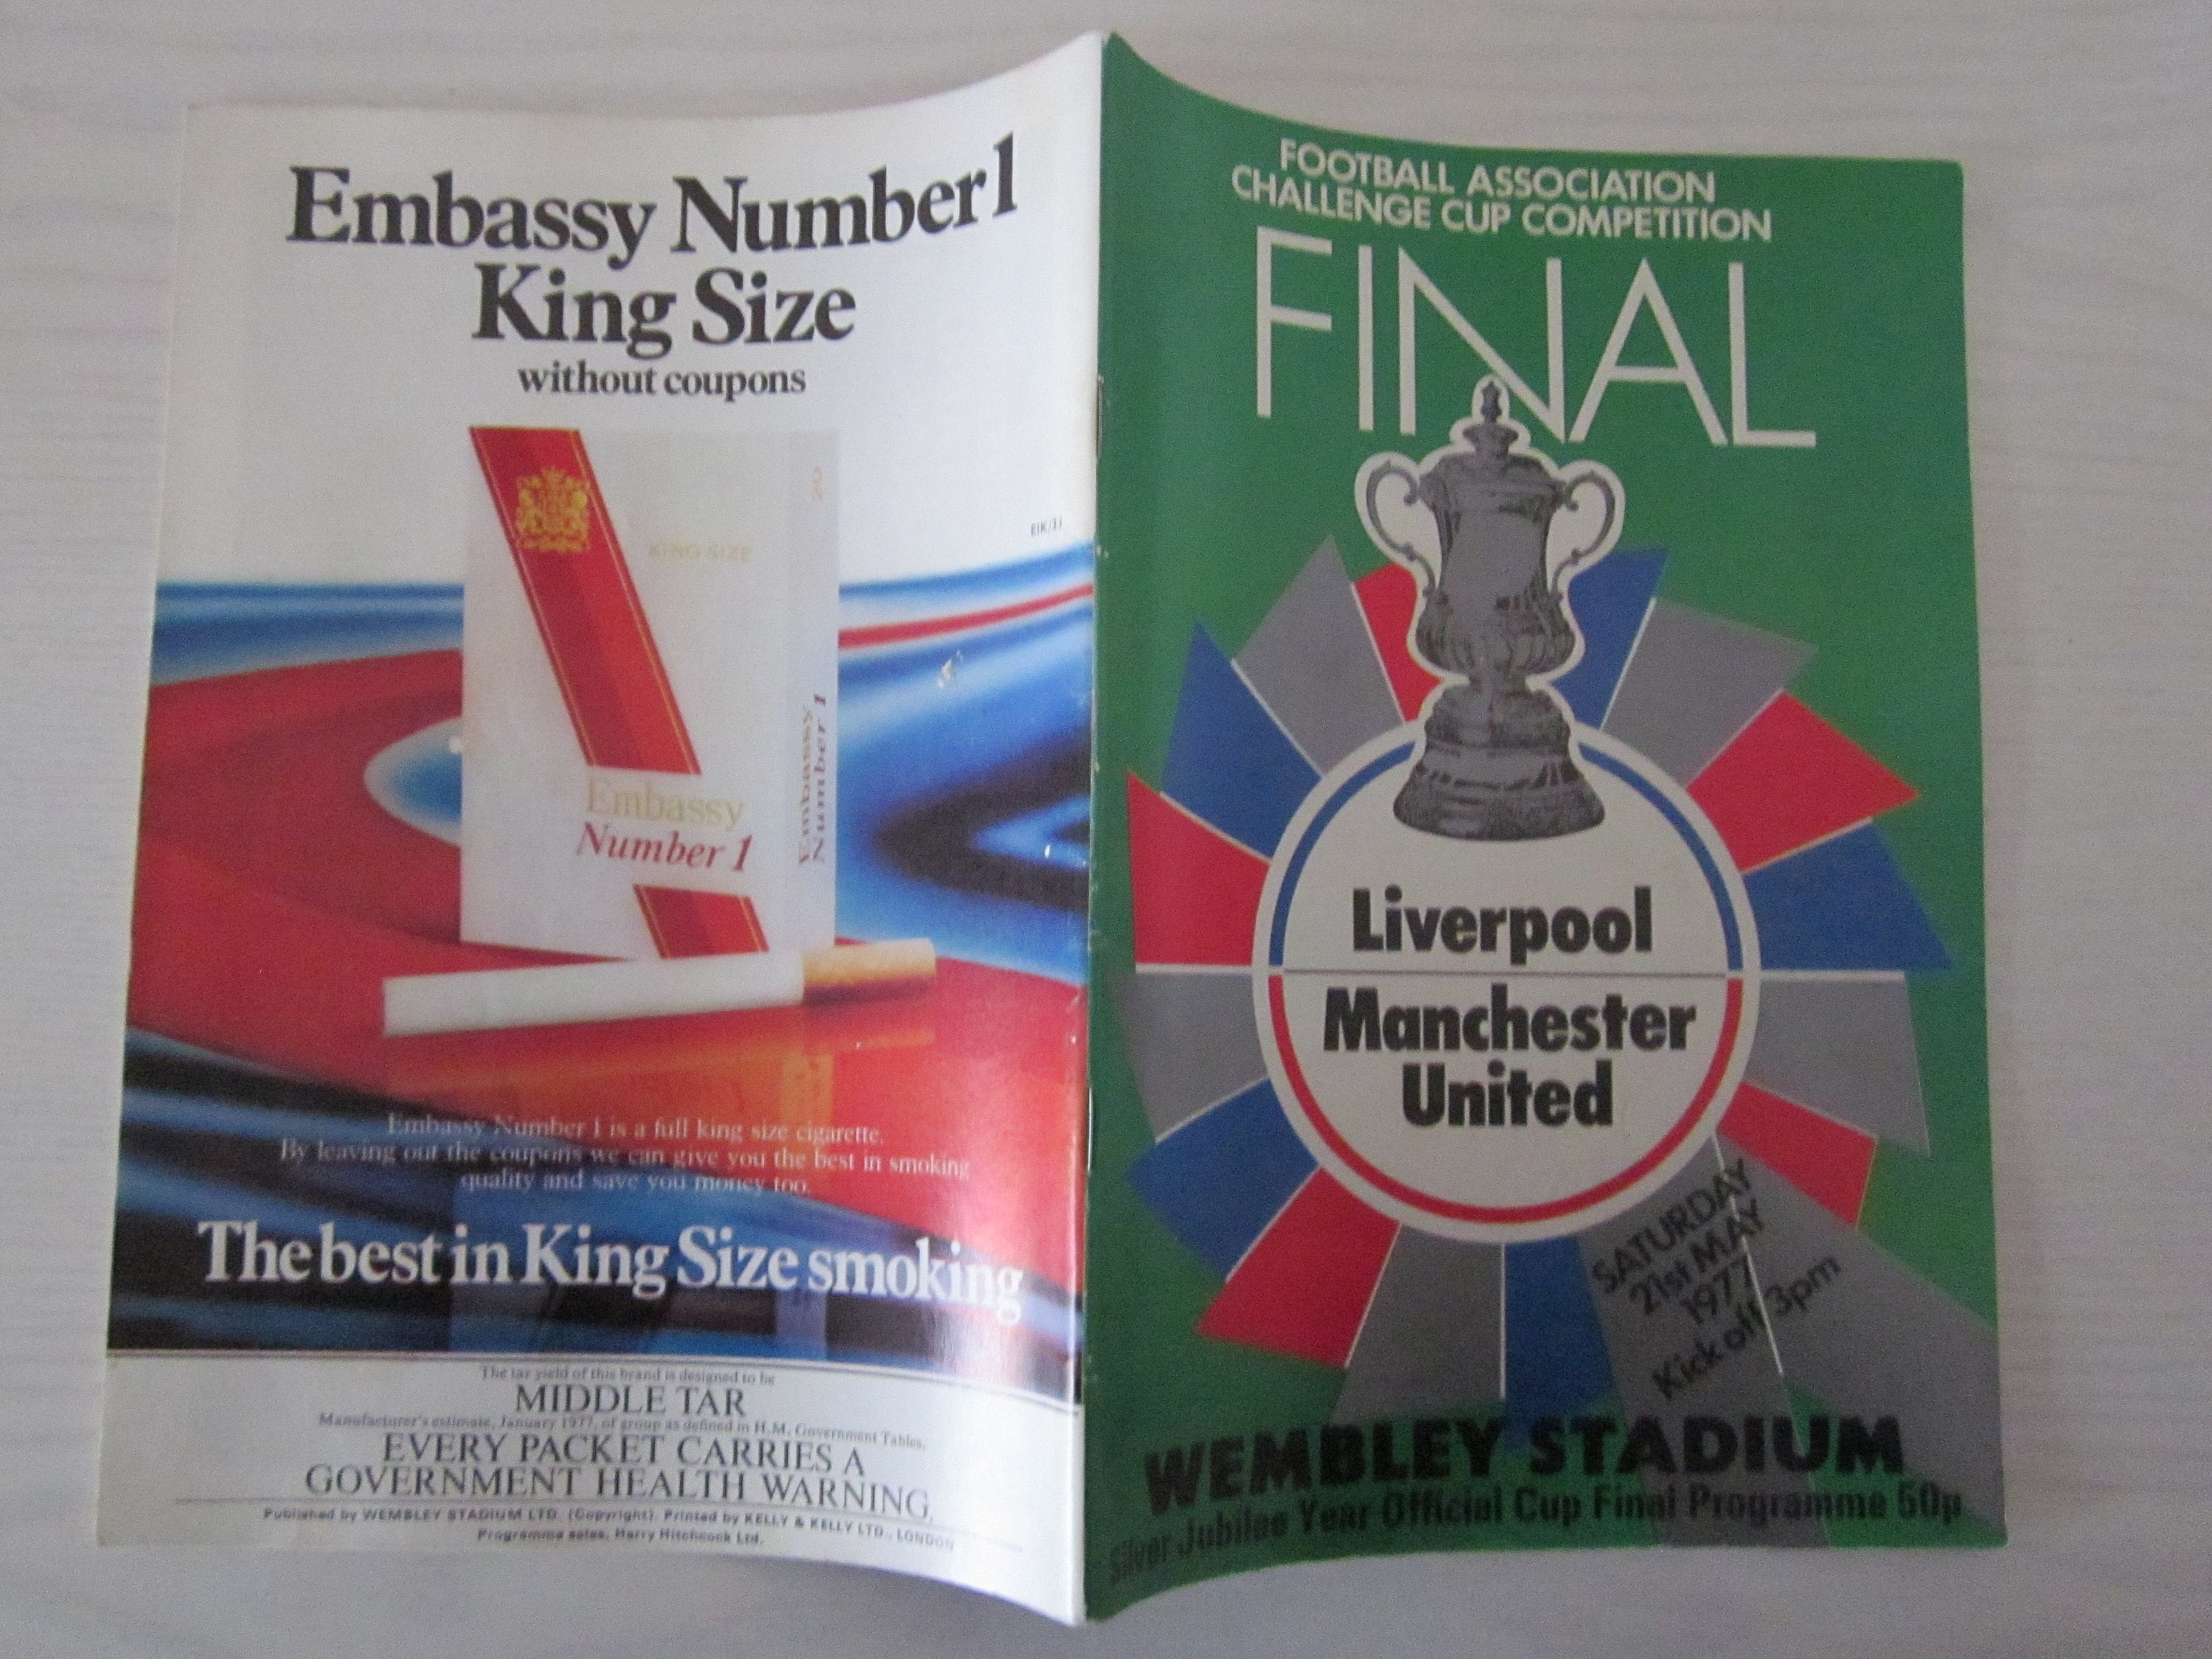 Embassy Number 1
King Size
without coupons
20
KING SIZE
EIK/31
Embassy
Number 1
Embassy
Number 1
Embassy Number 1 is a full king size cigarette.
By leaving out the coupons we can give you the best in smoking
quality and save you money too.
The best in King Size smoking
The tar yield of this brand is designed to be
MIDDLE TAR
Manufacturer's estimate, January 1977, of group as defined in H.M. Government Tables.
EVERY PACKET CARRIES A
GOVERNMENT HEALTH WARNING.
Published by WEMBLEY STADIUM LTD. (Copyright). Printed by KELLY & KELLY LTD., LONDON
Programme sales, Harry Hitchcock Ltd.
FOOTBALL ASSOCIATION
CHALLENGE CUP COMPETITION
FINAL
Liverpool
Manchester
United
SATURDAY
21st MAY
1977
Kick off 3pm
WEMBLEY STADIUM
Silver Jubilee Year Official Cup Final Programme 50p